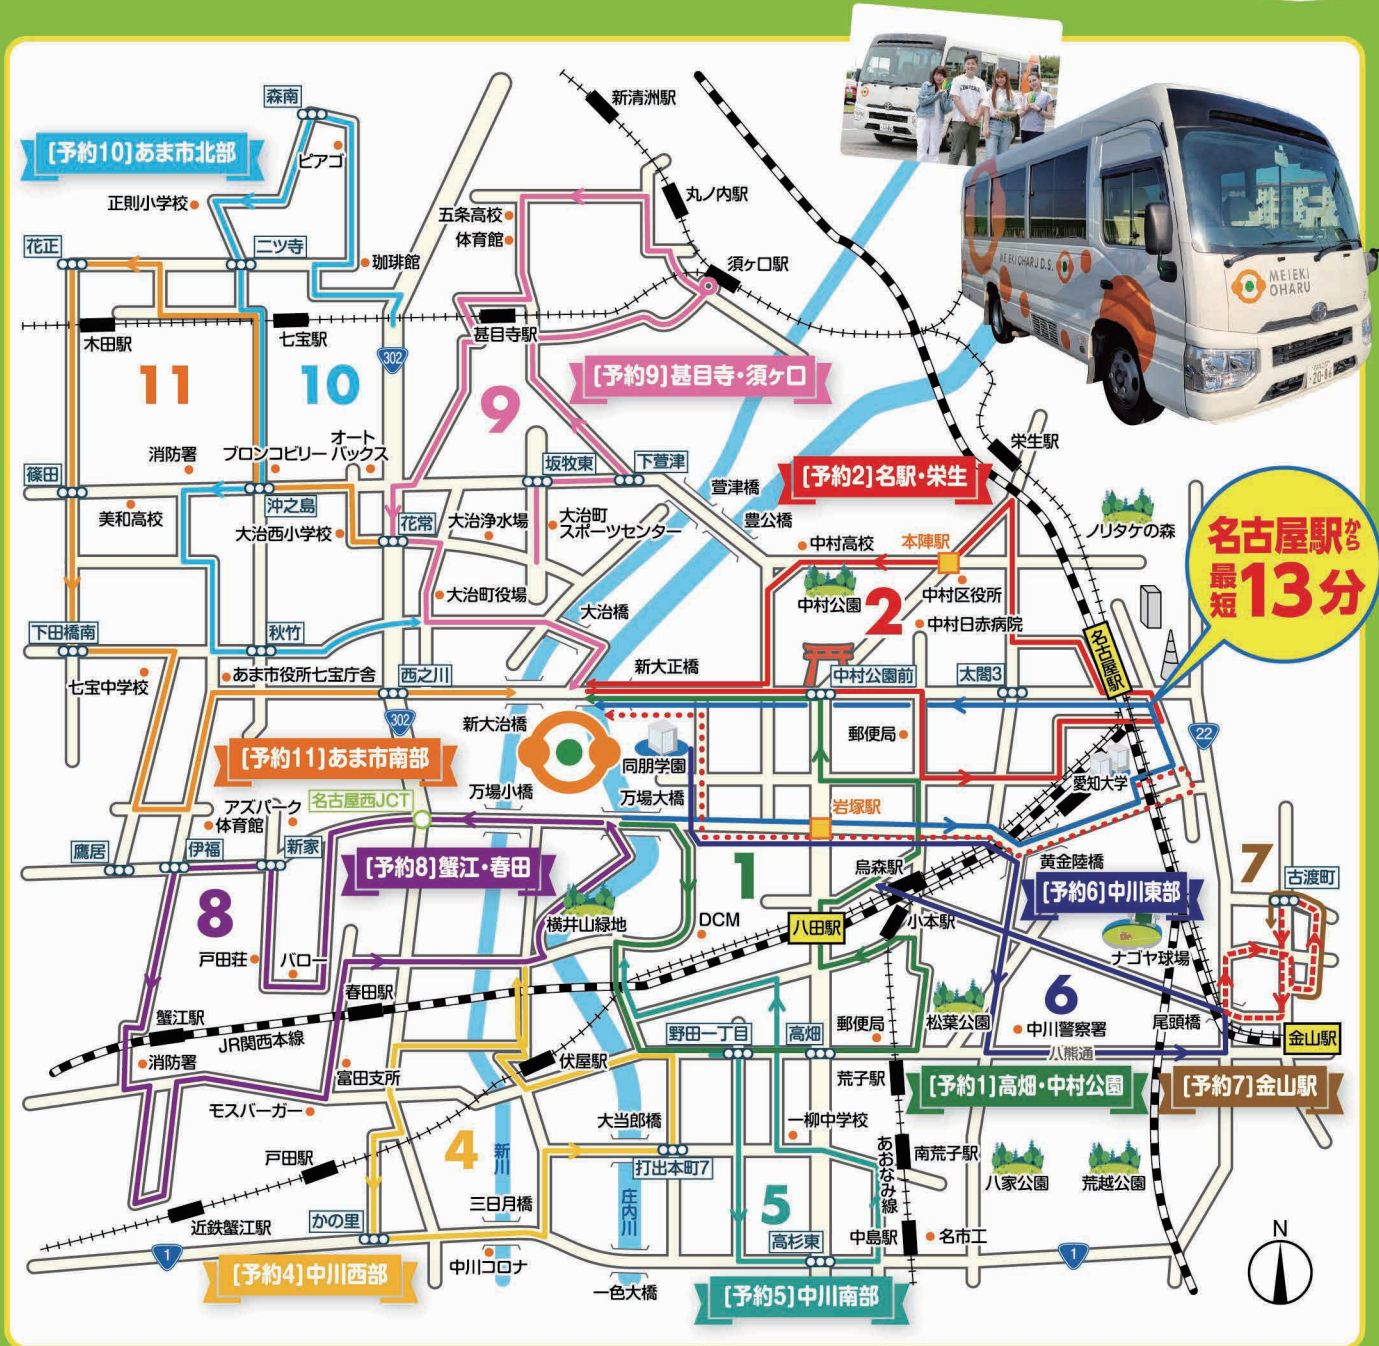 森南
[予約10]あま市北部
ピアゴ
正則小学校
花正
二ツ寺
珈琲館
木田駅
七宝駅
302
11
10
新清洲駅
丸ノ内駅
五条高校
体育館
須ヶ口駅
甚目寺駅
[予約9]甚目寺・須ヶ口
9
MEIEKI OHARU D.S.
MEIEKI
OHARU
20-86
消防署
ブロンコビリー
オート
バックス
篠田
美和高校
沖之島
大治西小学校
花常
坂牧東
下萱津
大治浄水場
大治町
スポーツセンター
萱津橋
豊公橋
[予約2]名駅・栄生
栄生駅
ノリタケの森
名古屋駅から
最短13分
中村高校
本陣駅
中村公園
2
中村区役所
中村日赤病院
名古屋駅
大治町役場
大治橋
下田橋南
秋竹
七宝中学校
あま市役所七宝庁舎
西之川
新大正橋
中村公園前
太閤3
302
新大治橋
22
[予約11]あま市南部
同朋学園
郵便局
愛知大学
名古屋西JCT
万場小橋
万場大橋
岩塚駅
アズパーク
体育館
鷹居
伊福
新家
[予約8]蟹江・春田
1
烏森駅
黄金陸橋
7
古渡町
[予約6]中川東部
8
横井山緑地
DCM
八田駅
小本駅
ナゴヤ球場
戸田荘
バロー
春田駅
6
蟹江駅
JR関西本線
消防署
富田支所
伏屋駅
野田一丁目
高畑
郵便局
松葉公園
中川警察署
尾頭橋
金山駅
八熊通
荒子駅
[予約1]高畑・中村公園
[予約7]金山駅
モスバーガー
4
新川
大当郎橋
一柳中学校
あおなみ線
南荒子駅
八家公園
荒越公園
戸田駅
打出本町7
三日月橋
庄内川
5
近鉄蟹江駅
かの里
高杉東
中島駅
名市工
1
[予約4]中川西部
中川コロナ
一色大橋
[予約5]中川南部
1
N